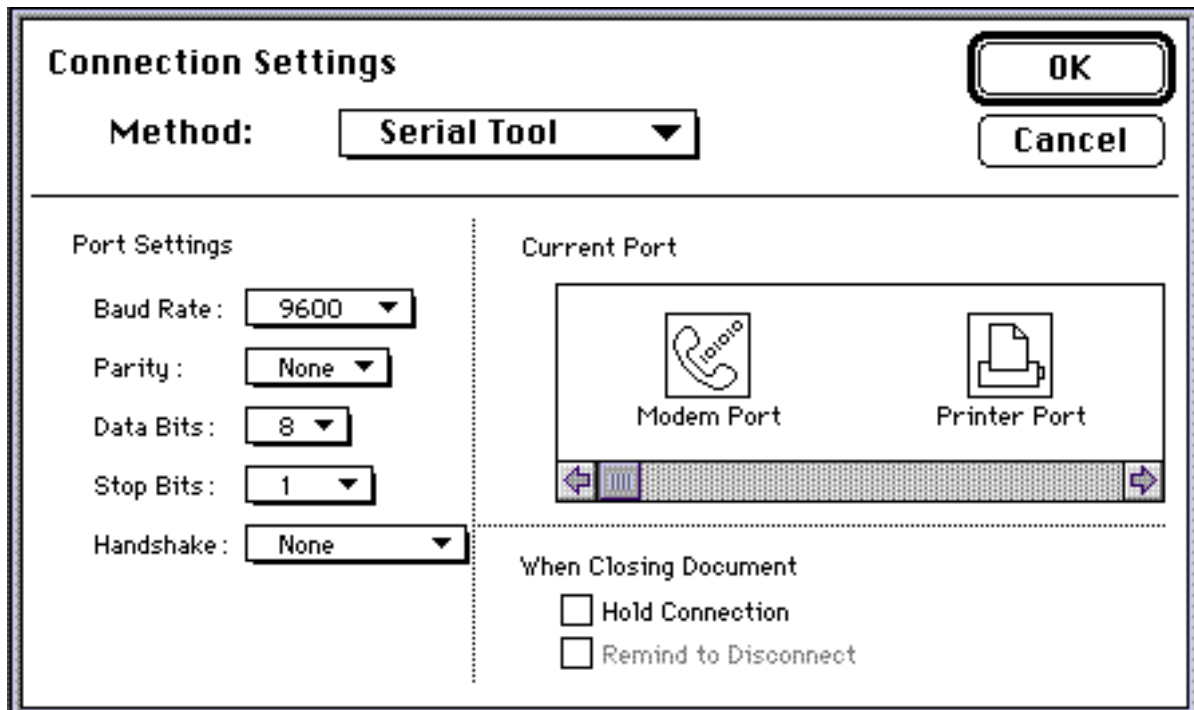 Connection Settings
OK
Method: Serial Tool
Cancel
Port Settings
Baud Rate: 9600
Parity: None
Data Bits: 8
Stop Bits: 1
Handshake: None
Current Port
Modem Port
Printer Port
When Closing Document
Hold Connection
Remind to Disconnect